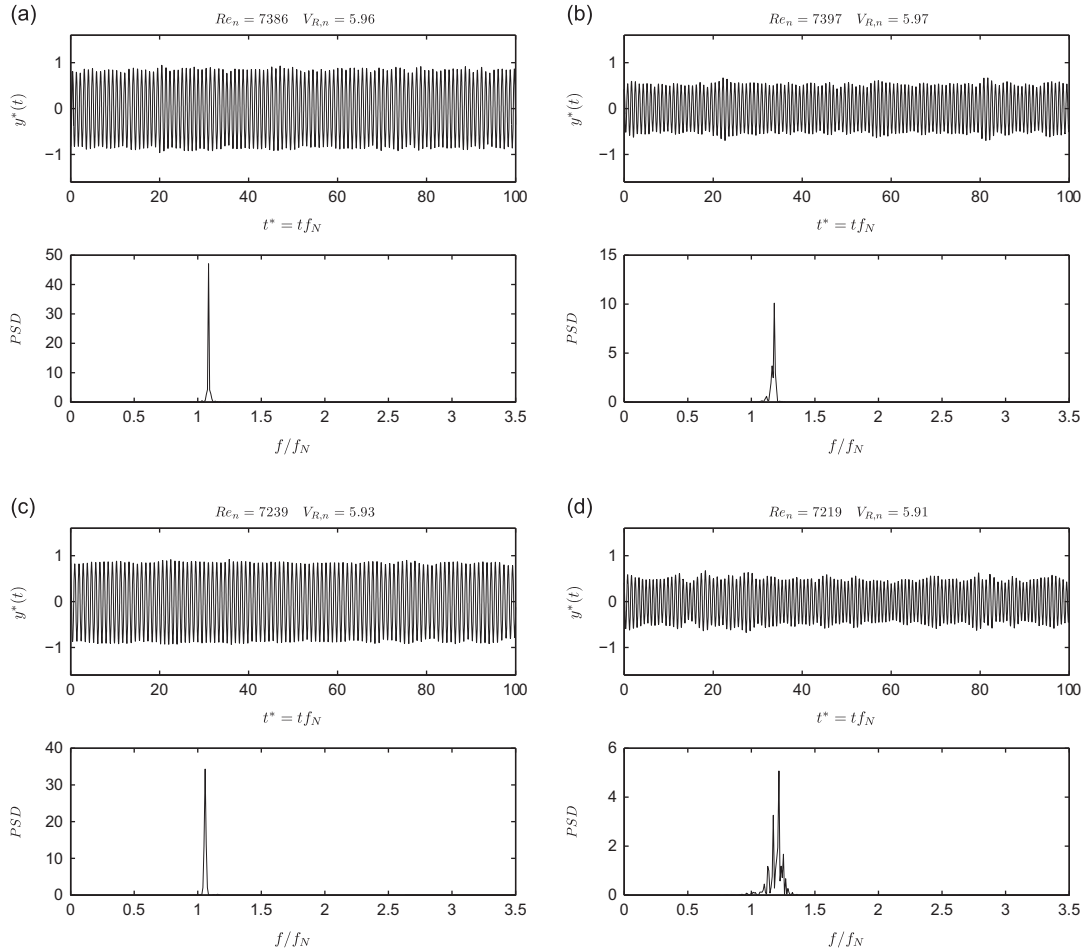 (a)
Re_n = 7386 V_{R,n} = 5.96
y*(t)
1
0
−1
0 20 40 60 80 100
t* = tf_N
PSD
50
40
30
20
10
0
0 0.5 1 1.5 2 2.5 3 3.5
f/f_N
(b)
Re_n = 7397 V_{R,n} = 5.97
y*(t)
1
0
−1
0 20 40 60 80 100
t* = tf_N
PSD
15
10
5
0
0 0.5 1 1.5 2 2.5 3 3.5
f/f_N
(c)
Re_n = 7239 V_{R,n} = 5.93
y*(t)
1
0
−1
0 20 40 60 80 100
t* = tf_N
PSD
40
30
20
10
0
0 0.5 1 1.5 2 2.5 3 3.5
f/f_N
(d)
Re_n = 7219 V_{R,n} = 5.91
y*(t)
1
0
−1
0 20 40 60 80 100
t* = tf_N
PSD
6
4
2
0
0 0.5 1 1.5 2 2.5 3 3.5
f/f_N